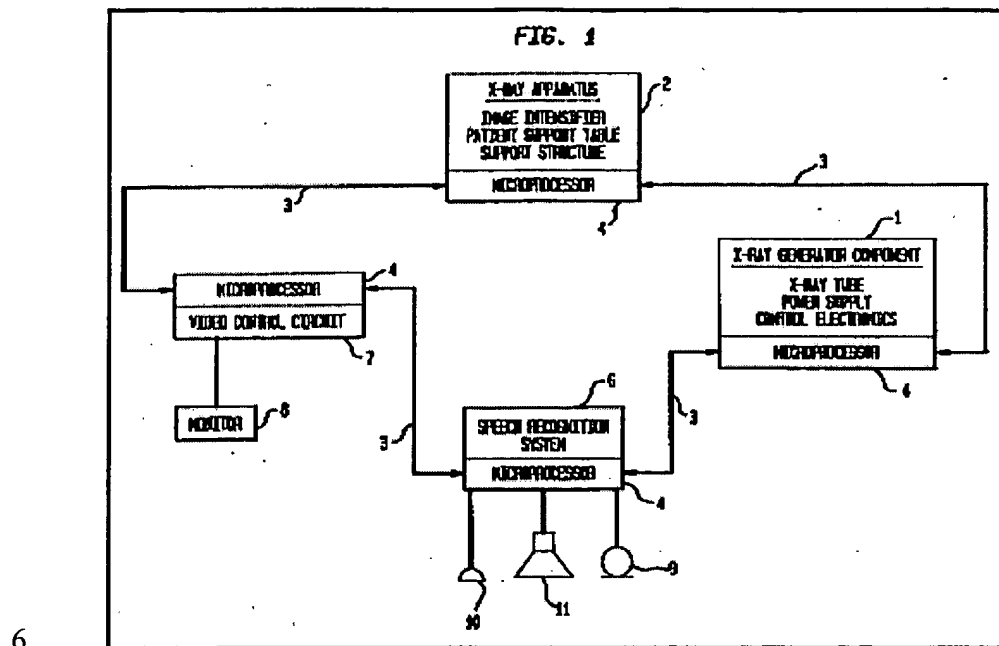 FIG. 1
X-RAY APPARATUS
IMAGE INTENSIFIER
PATIENT SUPPORT TABLE
SUPPORT STRUCTURE
MICROPROCESSOR
2
4
3
3
1
X-RAY GENERATOR COMPONENT
X-RAY TUBE
POWER SUPPLY
CONTROL ELECTRONICS
MICROPROCESSOR
4
4
MICROPROCESSOR
VIDEO CONTROL CIRCUIT
7
MONITOR
8
3
3
6
SPEECH RECOGNITION
SYSTEM
MICROPROCESSOR
4
10
11
9
6